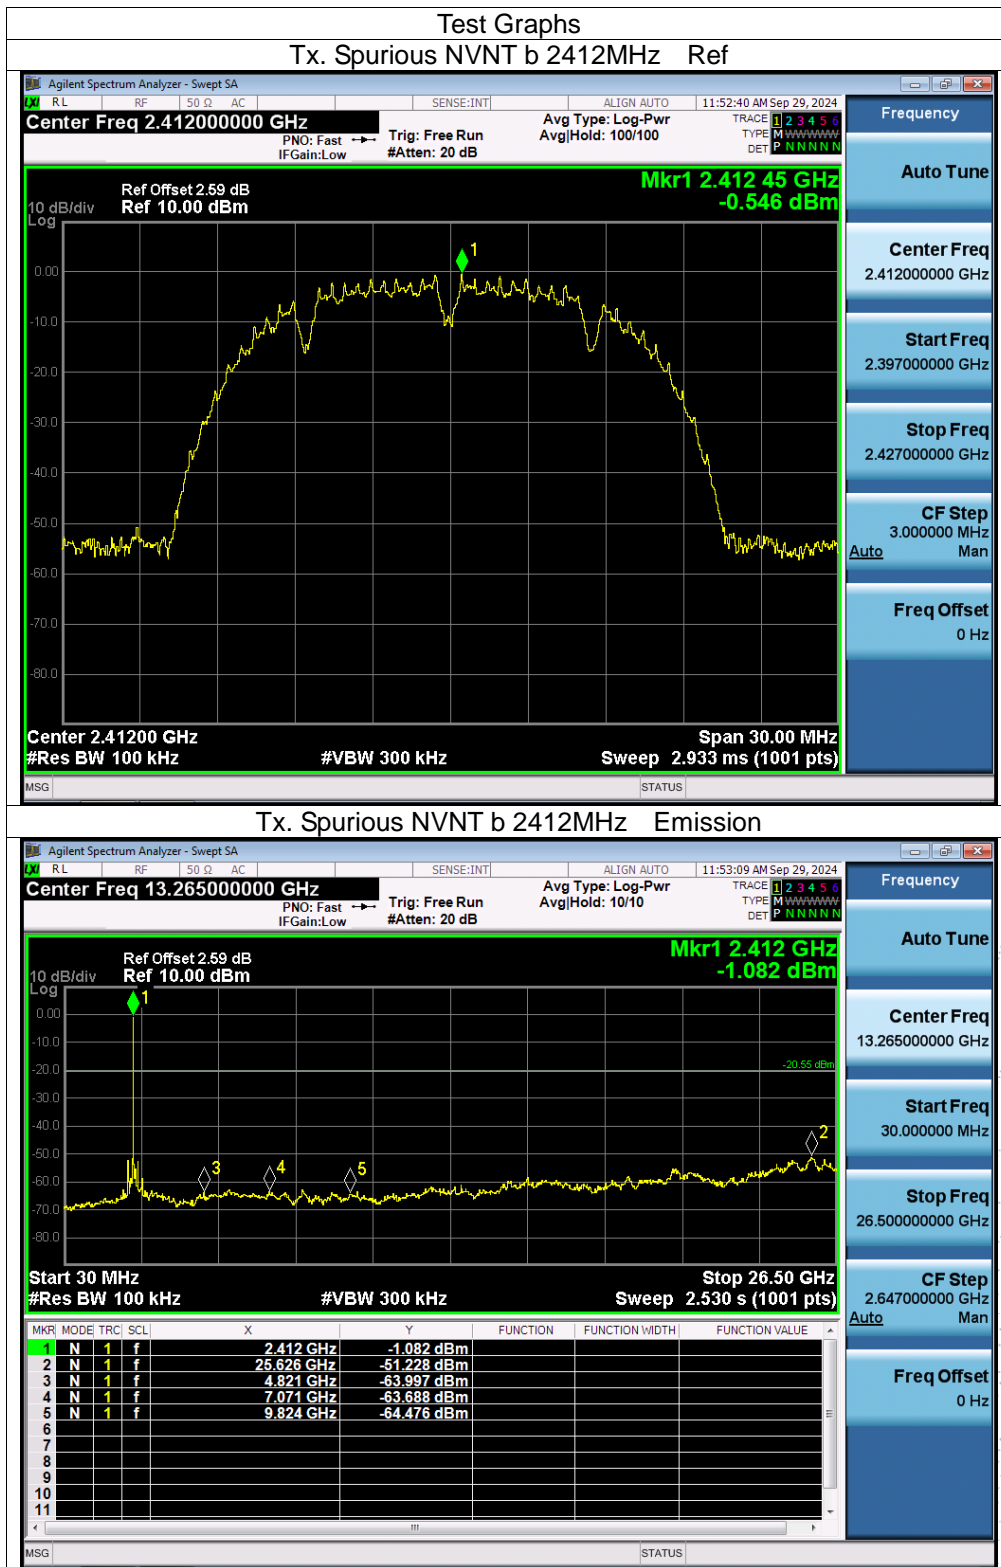 Test Graphs
Tx. Spurious NVNT b 2412MHz Ref
Agilent Spectrum Analyzer - Swept SA
LXI RL RF 50 Ω AC SENSE:INT ALIGN AUTO 11:52:40 AM Sep 29, 2024
Center Freq 2.412000000 GHz
PNO: Fast
IFGain:Low
Trig: Free Run
#Atten: 20 dB
Avg Type: Log-Pwr
Avg|Hold: 100/100
TRACE 1 2 3 4 5 6
TYPE M WWWWW
DET P N N N N N
Ref Offset 2.59 dB
Ref 10.00 dBm
10 dB/div
Log
Mkr1 2.412 45 GHz
-0.546 dBm
1
0.00
-10.0
-20.0
-30.0
-40.0
-50.0
-60.0
-70.0
-80.0
Center 2.41200 GHz
Span 30.00 MHz
#Res BW 100 kHz
#VBW 300 kHz
Sweep 2.933 ms (1001 pts)
MSG
STATUS
Frequency
Auto Tune
Center Freq
2.412000000 GHz
Start Freq
2.397000000 GHz
Stop Freq
2.427000000 GHz
CF Step
3.000000 MHz
Auto Man
Freq Offset
0 Hz
Tx. Spurious NVNT b 2412MHz Emission
Agilent Spectrum Analyzer - Swept SA
LXI RL RF 50 Ω AC SENSE:INT ALIGN AUTO 11:53:09 AM Sep 29, 2024
Center Freq 13.265000000 GHz
PNO: Fast
IFGain:Low
Trig: Free Run
#Atten: 20 dB
Avg Type: Log-Pwr
Avg|Hold: 10/10
TRACE 1 2 3 4 5 6
TYPE M WWWWW
DET P N N N N N
Ref Offset 2.59 dB
Ref 10.00 dBm
10 dB/div
Log
Mkr1 2.412 GHz
-1.082 dBm
1
0.00
-10.0
-20.0
-20.55 dBm
-30.0
-40.0
-50.0
2
3
4
5
-60.0
-70.0
-80.0
Start 30 MHz
Stop 26.50 GHz
#Res BW 100 kHz
#VBW 300 kHz
Sweep 2.530 s (1001 pts)
MKR MODE TRC SCL X Y FUNCTION FUNCTION WIDTH FUNCTION VALUE
1 N 1 f 2.412 GHz -1.082 dBm
2 N 1 f 25.626 GHz -51.228 dBm
3 N 1 f 4.821 GHz -63.997 dBm
4 N 1 f 7.071 GHz -63.688 dBm
5 N 1 f 9.824 GHz -64.476 dBm
6
7
8
9
10
11
MSG
STATUS
Frequency
Auto Tune
Center Freq
13.265000000 GHz
Start Freq
30.000000 MHz
Stop Freq
26.500000000 GHz
CF Step
2.647000000 GHz
Auto Man
Freq Offset
0 Hz